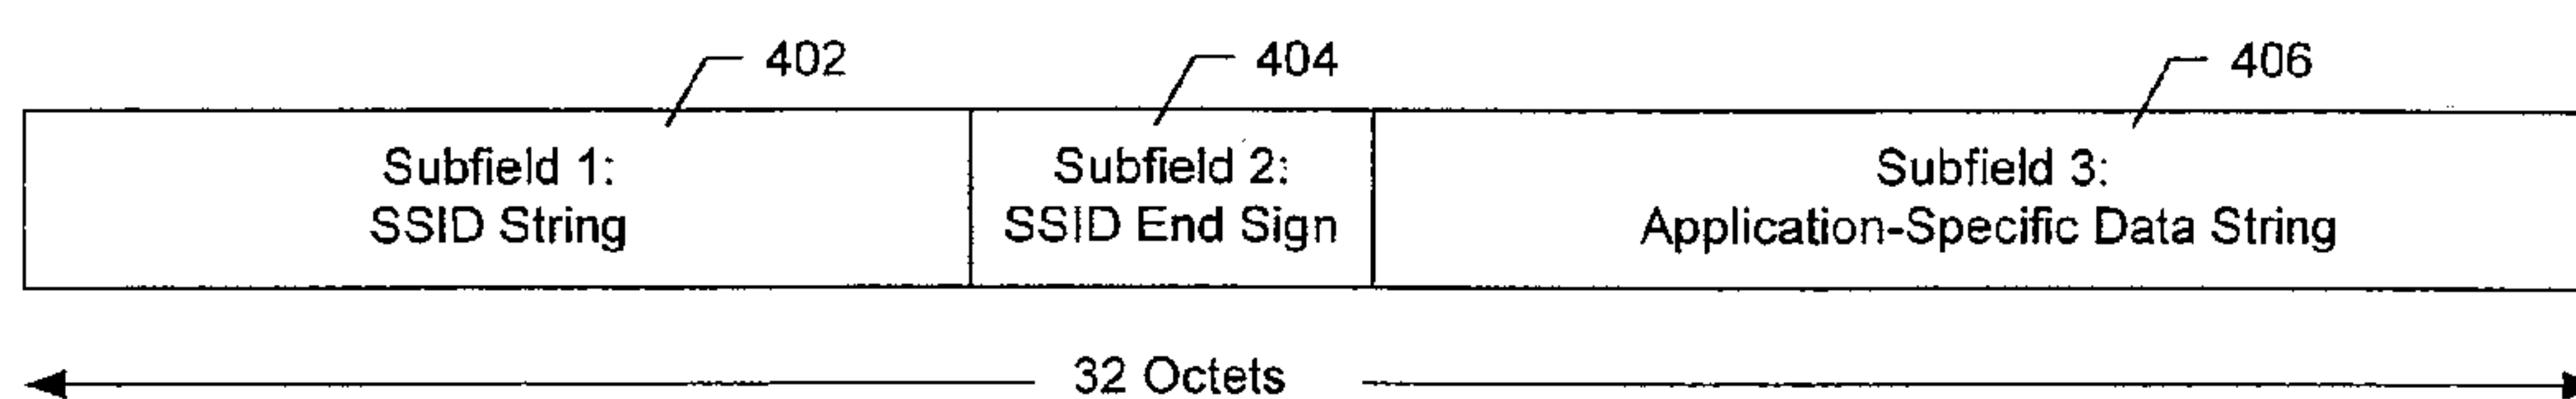 402
404
406
Subfield 1:
SSID String
Subfield 2:
SSID End Sign
Subfield 3:
Application-Specific Data String
32 Octets